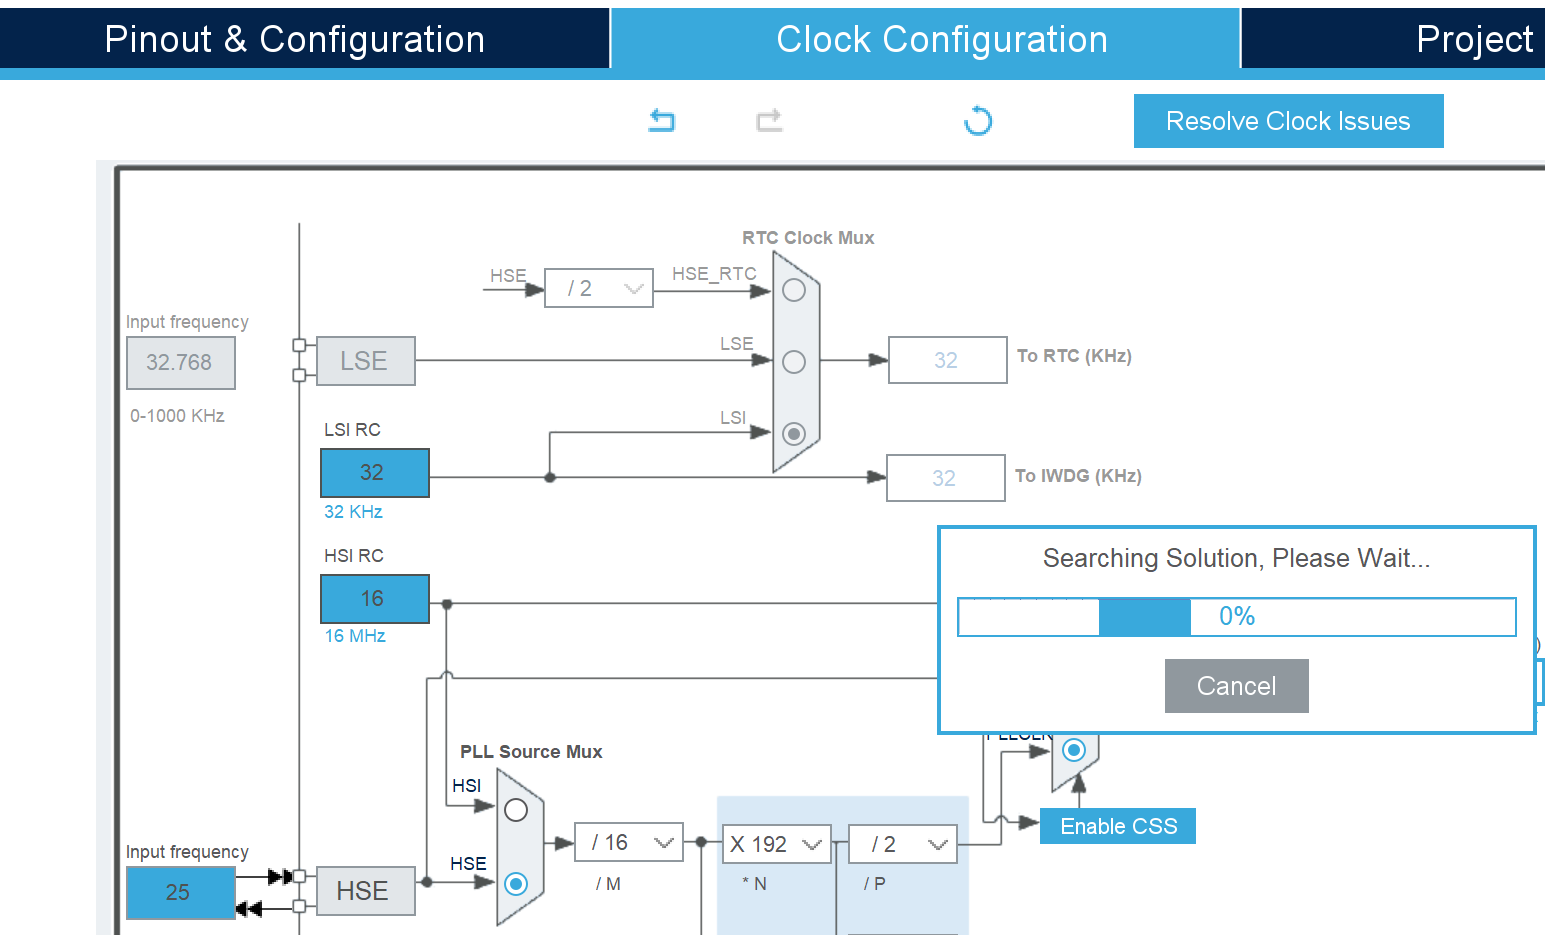 Pinout & Configuration
Clock Configuration
Project
Resolve Clock Issues
RTC Clock Mux
HSE
/ 2
HSE_RTC
Input frequency
32.768
LSE
LSE
32
To RTC (KHz)
0-1000 KHz
LSI RC
LSI
32
32
To IWDG (KHz)
32 KHz
HSI RC
16
16 MHz
Searching Solution, Please Wait...
0%
Cancel
PLL Source Mux
HSI
Input frequency
25
HSE
HSE
/ 16
X 192
/ 2
/ M
* N
/ P
Enable CSS